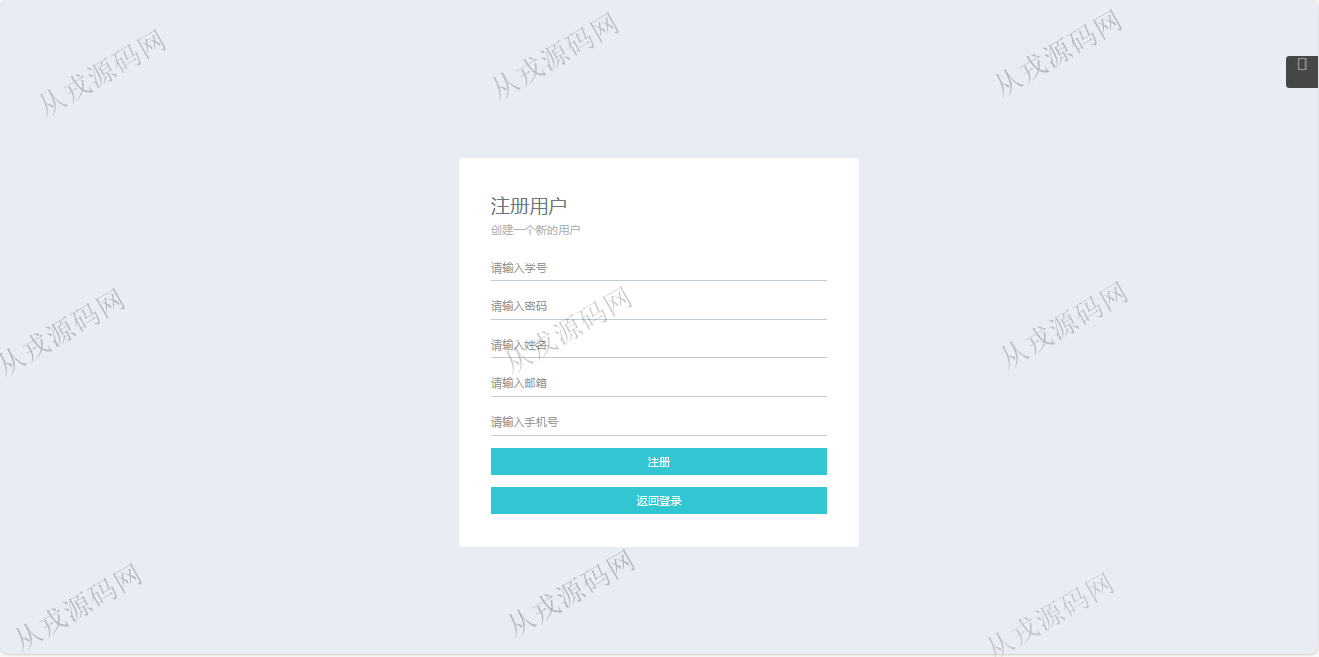 从戎源码网
从戎源码网
从戎源码网
注册用户
创建一个新的用户
请输入学号
请输入密码
请输入姓名
请输入邮箱
请输入手机号
注册
返回登录
从戎源码网
从戎源码网
从戎源码网
从戎源码网
从戎源码网
从戎源码网